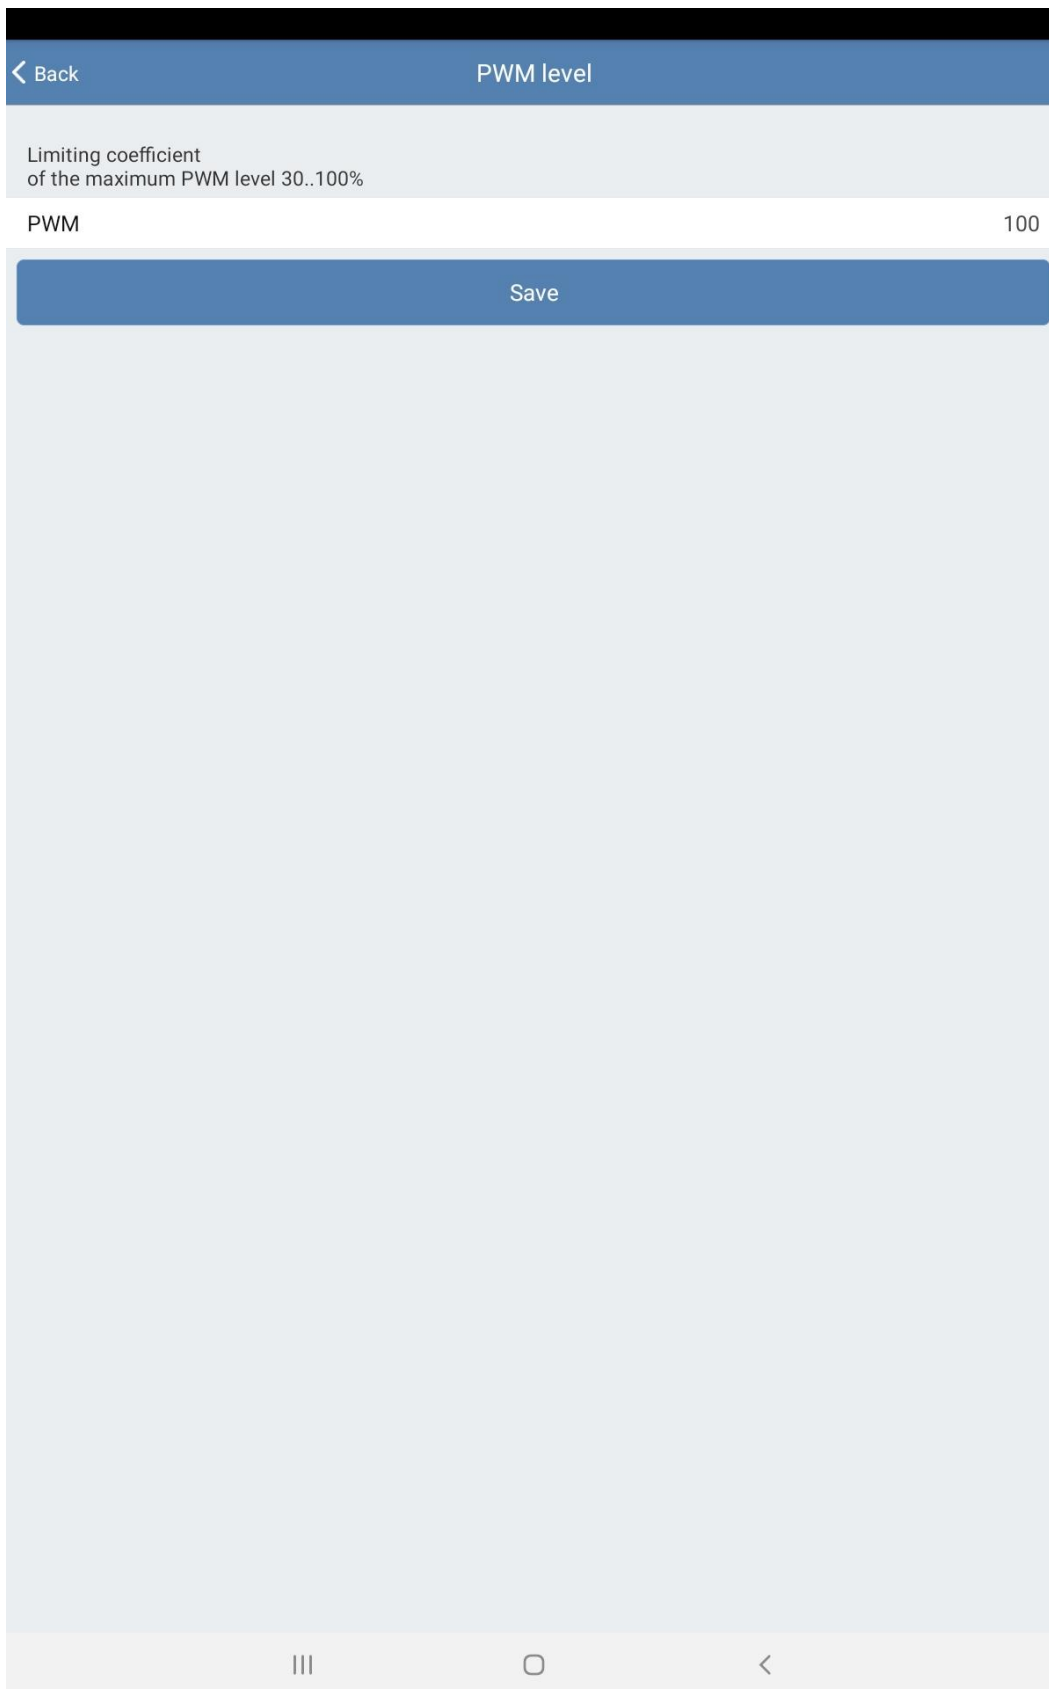 Back
PWM level
Limiting coefficient
of the maximum PWM level 30..100%
PWM 100
Save